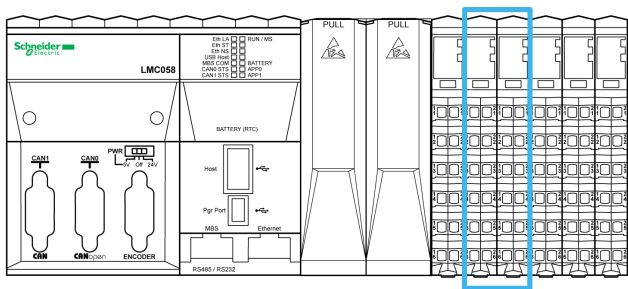 PULL PULL
Schneider
Electric
LMC058
Eth LA RUN / MS
Eth ST
Eth NS
USB Host
MBS COM BATTERY
CAN0 STS APP0
CAN1 STS APP1
BATTERY (RTC)
CAN1 CAN0 PWR
5V Off 24V
Host
Pgr Port
MBS Ethernet
CAN CANopen ENCODER
RS485 / RS232